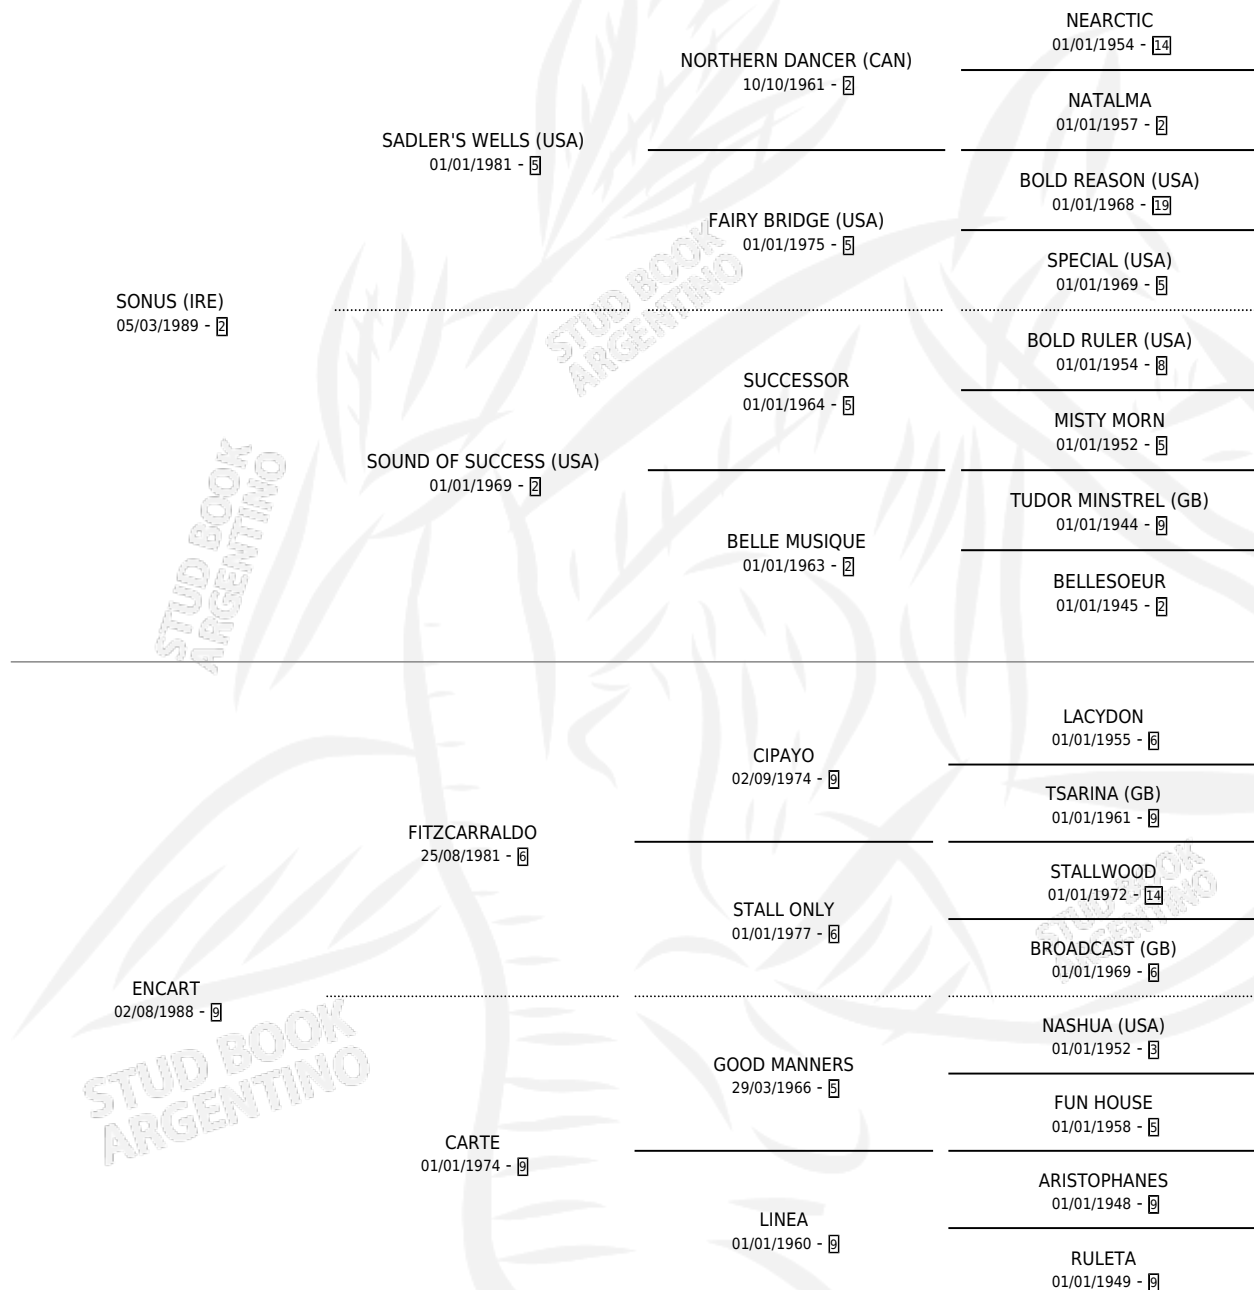 NEARCTIC
01/01/1954 - 14
NORTHERN DANCER (CAN)
10/10/1961 - 2
NATALMA
01/01/1957 - 2
SADLER'S WELLS (USA)
01/01/1981 - 5
BOLD REASON (USA)
01/01/1968 - 19
FAIRY BRIDGE (USA)
01/01/1975 - 5
SPECIAL (USA)
01/01/1969 - 5
SONUS (IRE)
05/03/1989 - 2
BOLD RULER (USA)
01/01/1954 - 8
SUCCESSOR
01/01/1964 - 5
MISTY MORN
01/01/1952 - 5
SOUND OF SUCCESS (USA)
01/01/1969 - 2
TUDOR MINSTREL (GB)
01/01/1944 - 9
BELLE MUSIQUE
01/01/1963 - 2
BELLESOEUR
01/01/1945 - 2
LACYDON
01/01/1955 - 6
CIPAYO
02/09/1974 - 9
TSARINA (GB)
01/01/1961 - 9
FITZCARRALDO
25/08/1981 - 6
STALLWOOD
01/01/1972 - 14
STALL ONLY
01/01/1977 - 6
BROADCAST (GB)
01/01/1969 - 6
ENCART
02/08/1988 - 9
NASHUA (USA)
01/01/1952 - 3
GOOD MANNERS
29/03/1966 - 5
FUN HOUSE
01/01/1958 - 5
CARTE
01/01/1974 - 9
ARISTOPHANES
01/01/1948 - 9
LINEA
01/01/1960 - 9
RULETA
01/01/1949 - 9
STUD BOOK
ARGENTINO
STUD BOOK
ARGENTINO
STUD BOOK
ARGENTINO
STUD BOOK
ARGENTINO